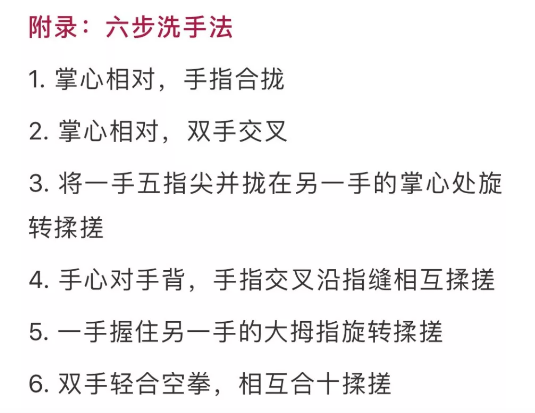 附录：六步洗手法
1. 掌心相对，手指合拢
2. 掌心相对，双手交叉
3. 将一手五指尖并拢在另一手的掌心处旋
转揉搓
4. 手心对手背，手指交叉沿指缝相互揉搓
5. 一手握住另一手的大拇指旋转揉搓
6. 双手轻合空拳，相互合十揉搓